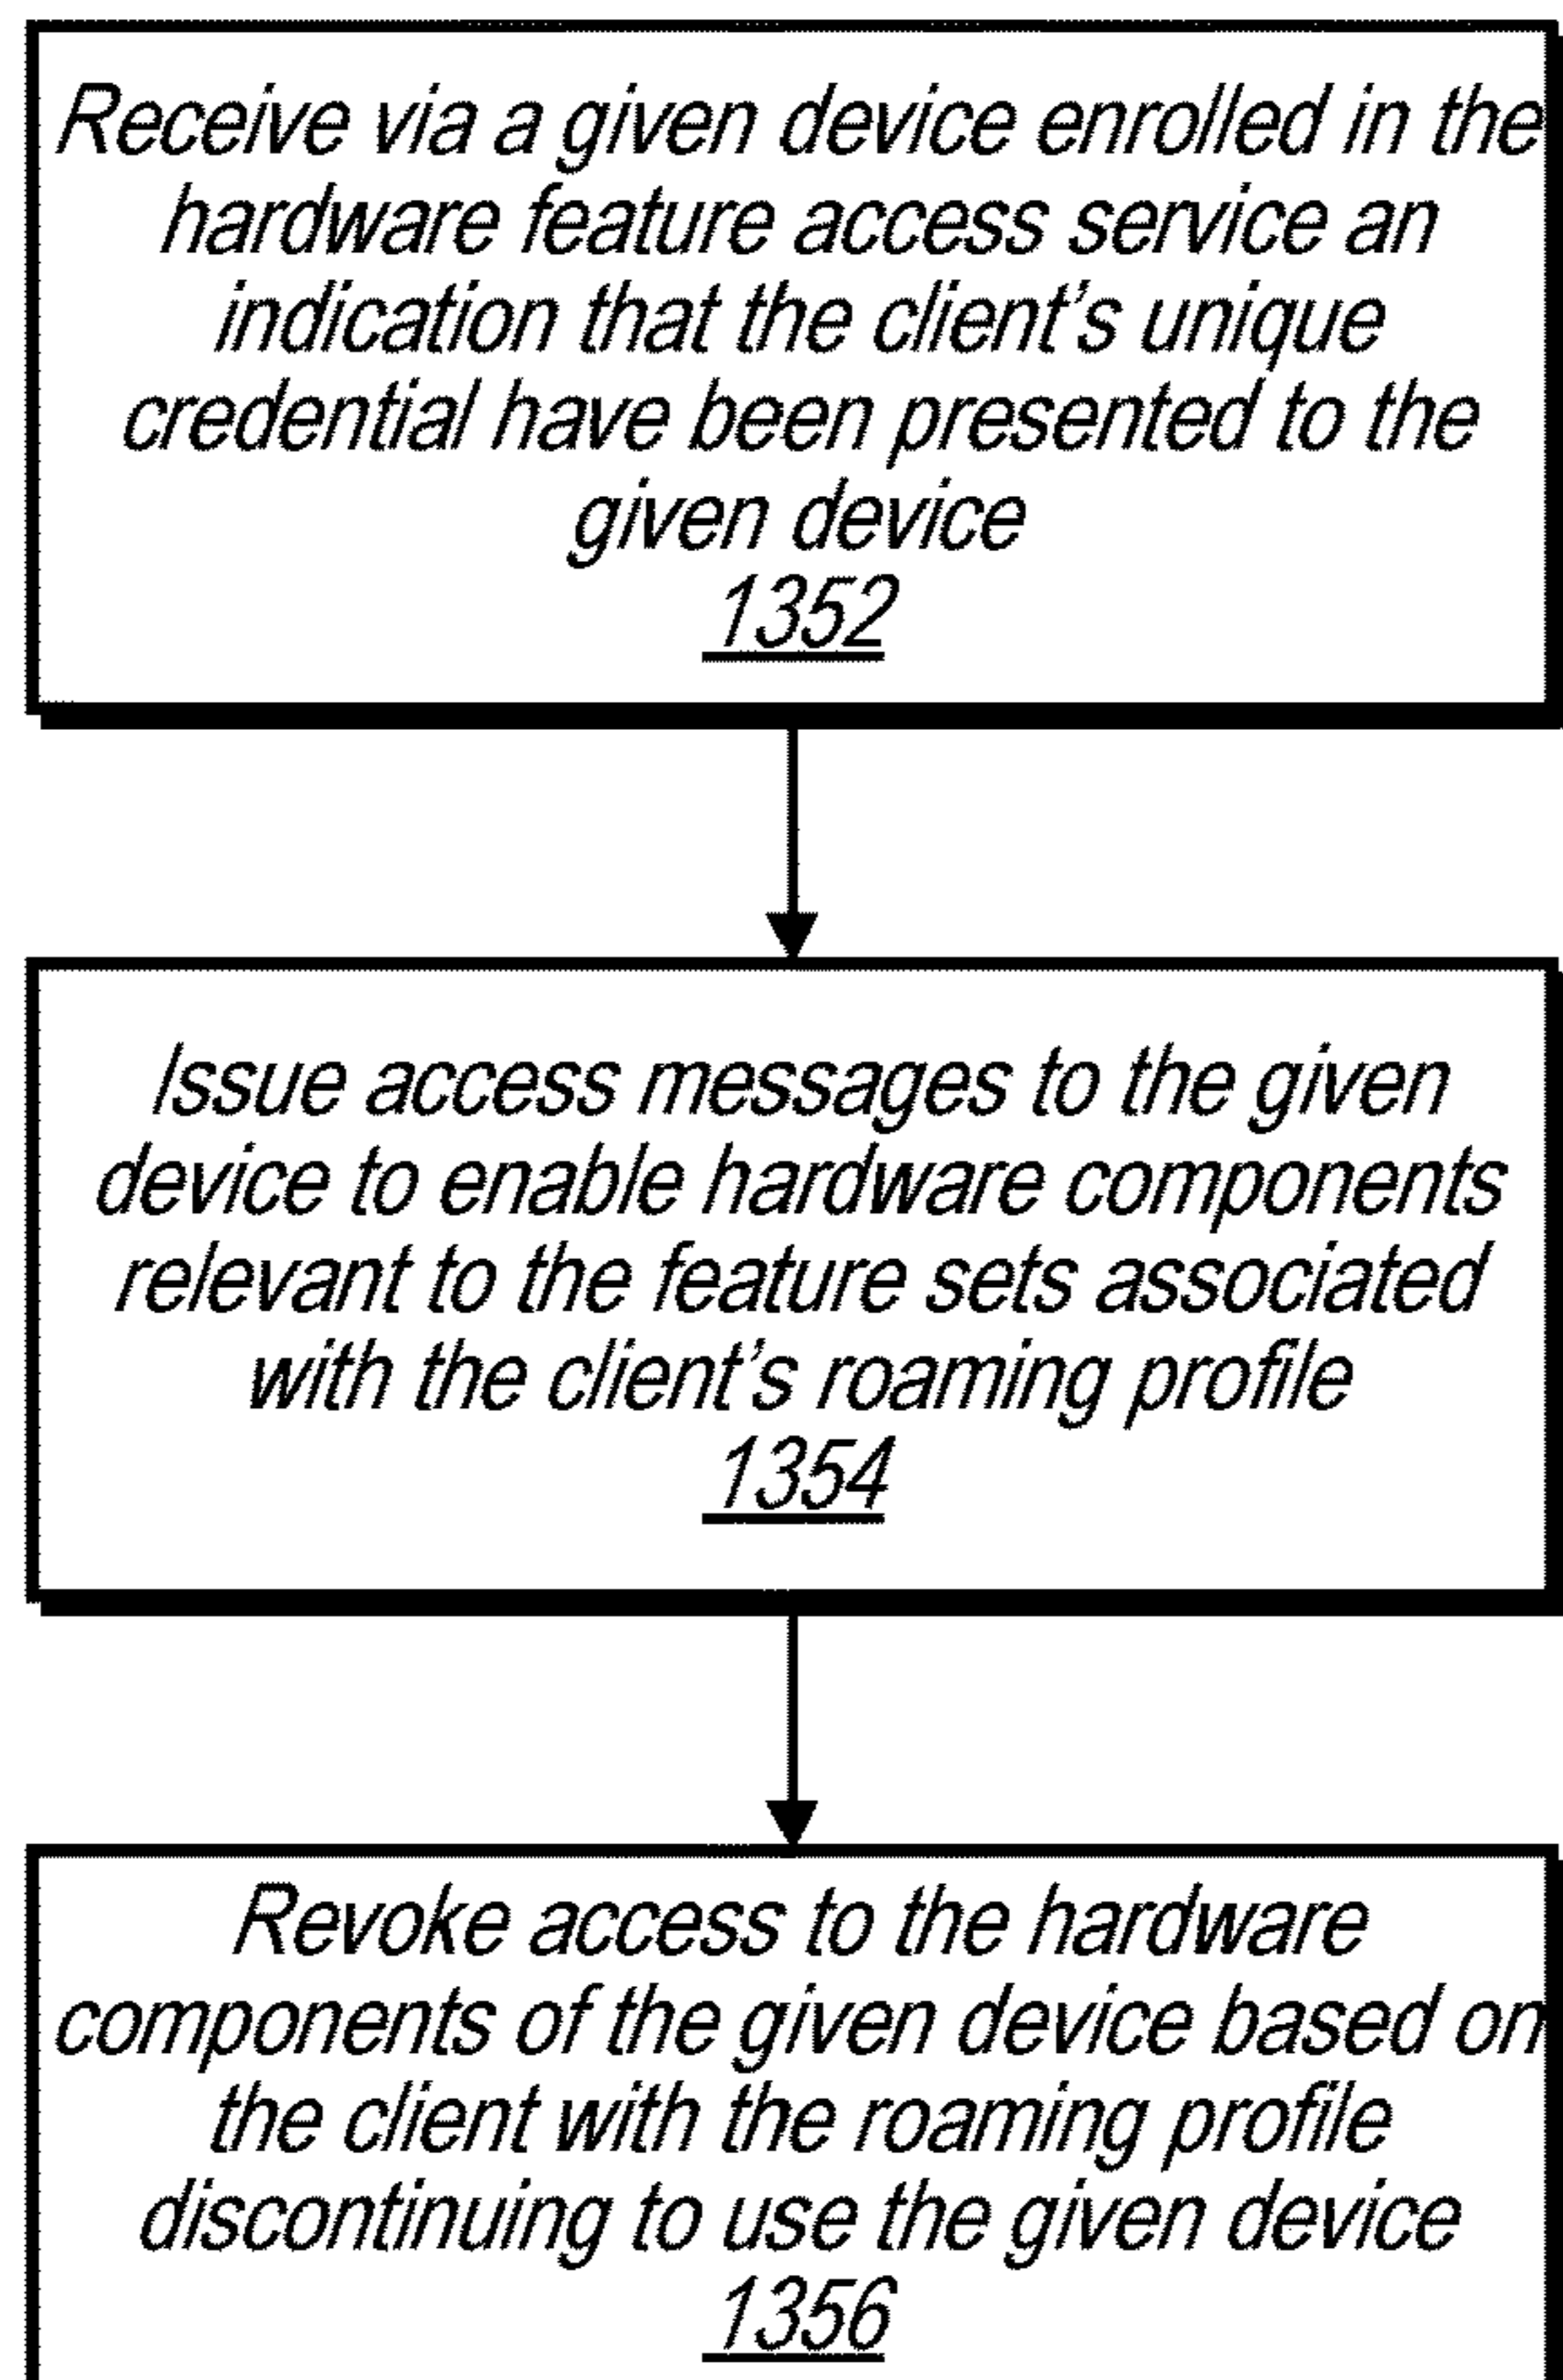 Receive via a given device enrolled in the
hardware feature access service an
indication that the client's unique
credential have been presented to the
given device
1352
Issue access messages to the given
device to enable hardware components
relevant to the feature sets associated
with the client's roaming profile
1354
Revoke access to the hardware
components of the given device based on
the client with the roaming profile
discontinuing to use the given device
1356